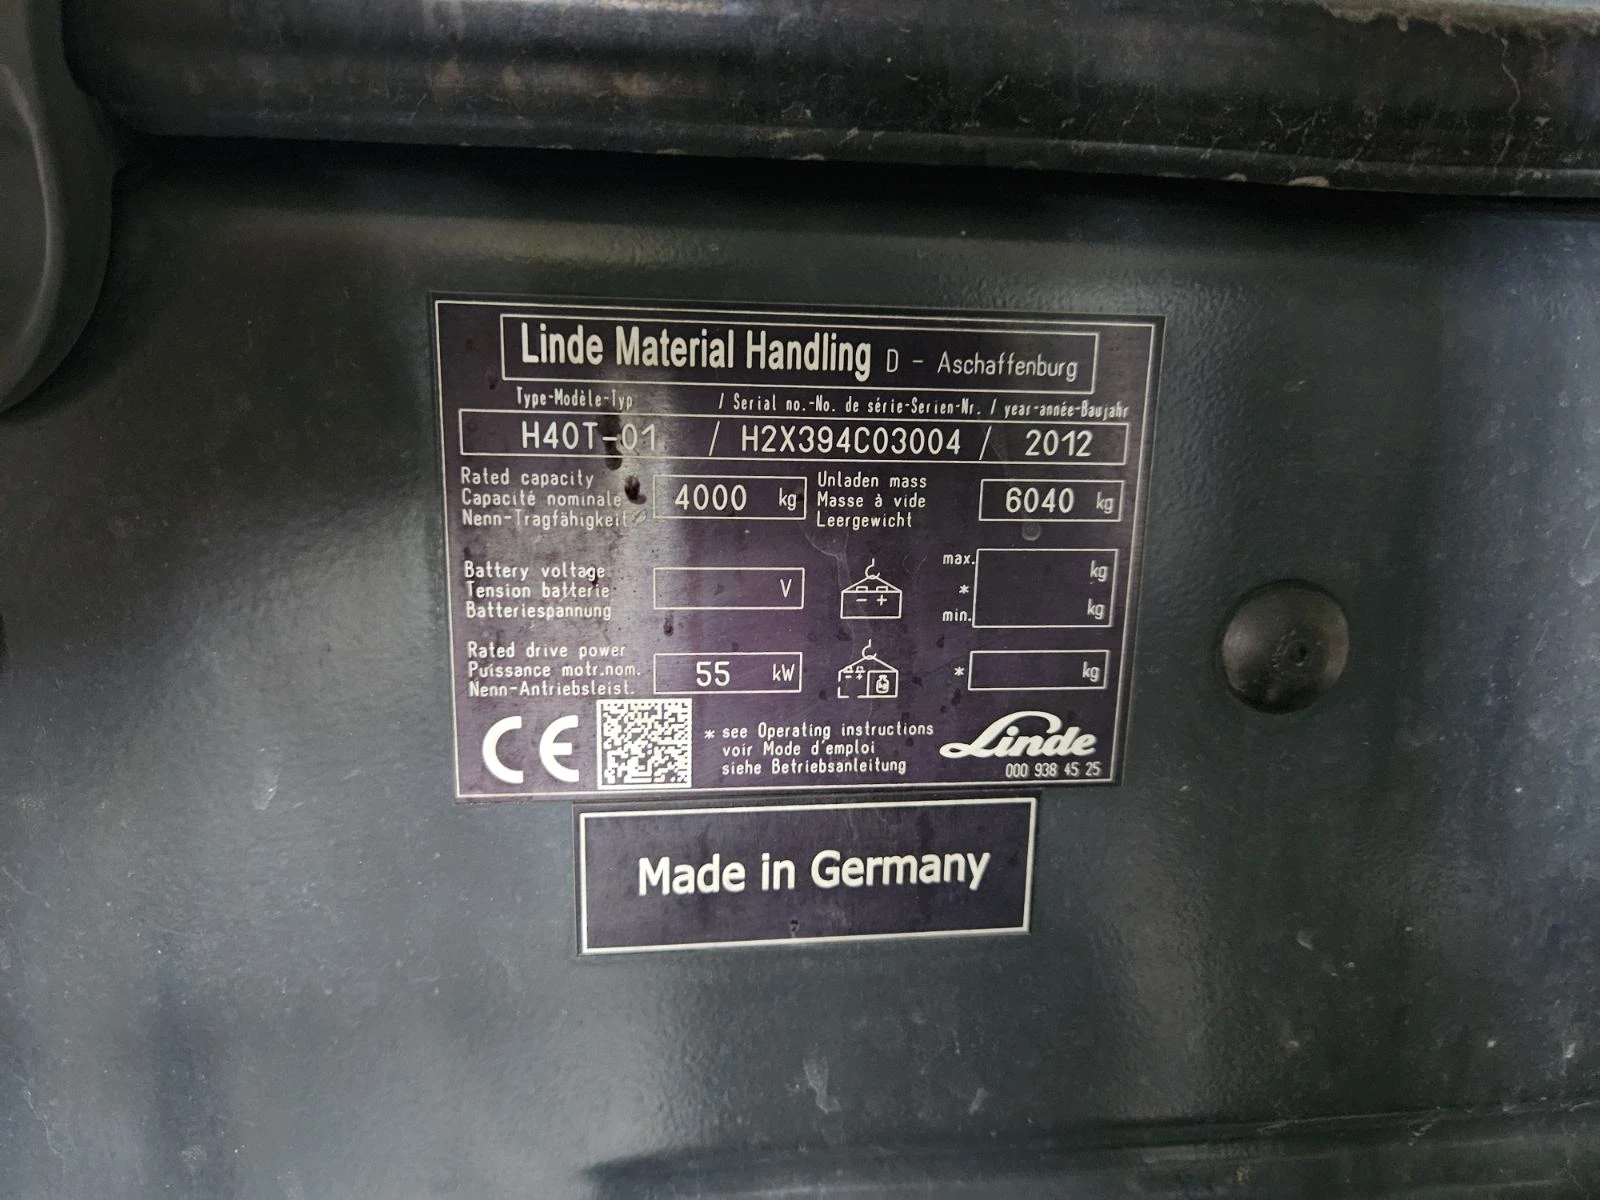 Linde Material Handling D - Aschaffenburg
Type-Modèle-Typ / Serial no.-No. de série-Serien-Nr. / year-année-Baujahr
H40T-01 / H2X394C03004 / 2012
Rated capacity
Capacité nominale
Nenn-Tragfähigkeit
4000 kg
Unladen mass
Masse à vide
Leergewicht
6040 kg
Battery voltage
Tension batterie
Batteriespannung
V
- +
max. kg
*
min. kg
Rated drive power
Puissance motr.nom.
Nenn-Antriebsleist.
55 kW
- +
kg
* kg
CE
* see Operating instructions
voir Mode d'emploi
siehe Betriebsanleitung
Linde
000 938 45 25
Made in Germany